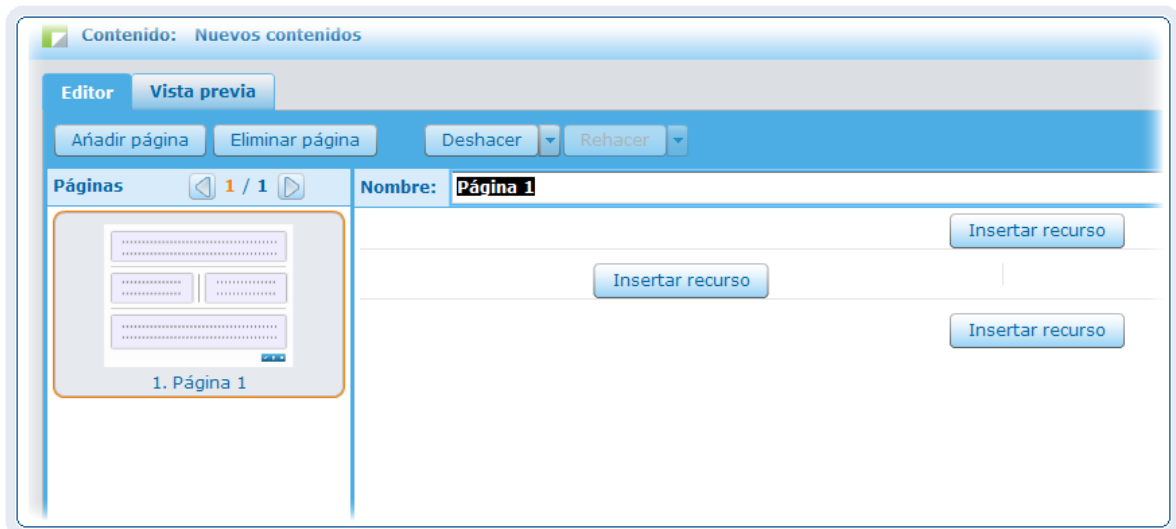 Contenido: Nuevos contenidos
Editor Vista previa
Ańadir página Eliminar página Deshacer Rehacer
Páginas 1 / 1 Nombre: Página 1
Insertar recurso
Insertar recurso
Insertar recurso
1. Página 1